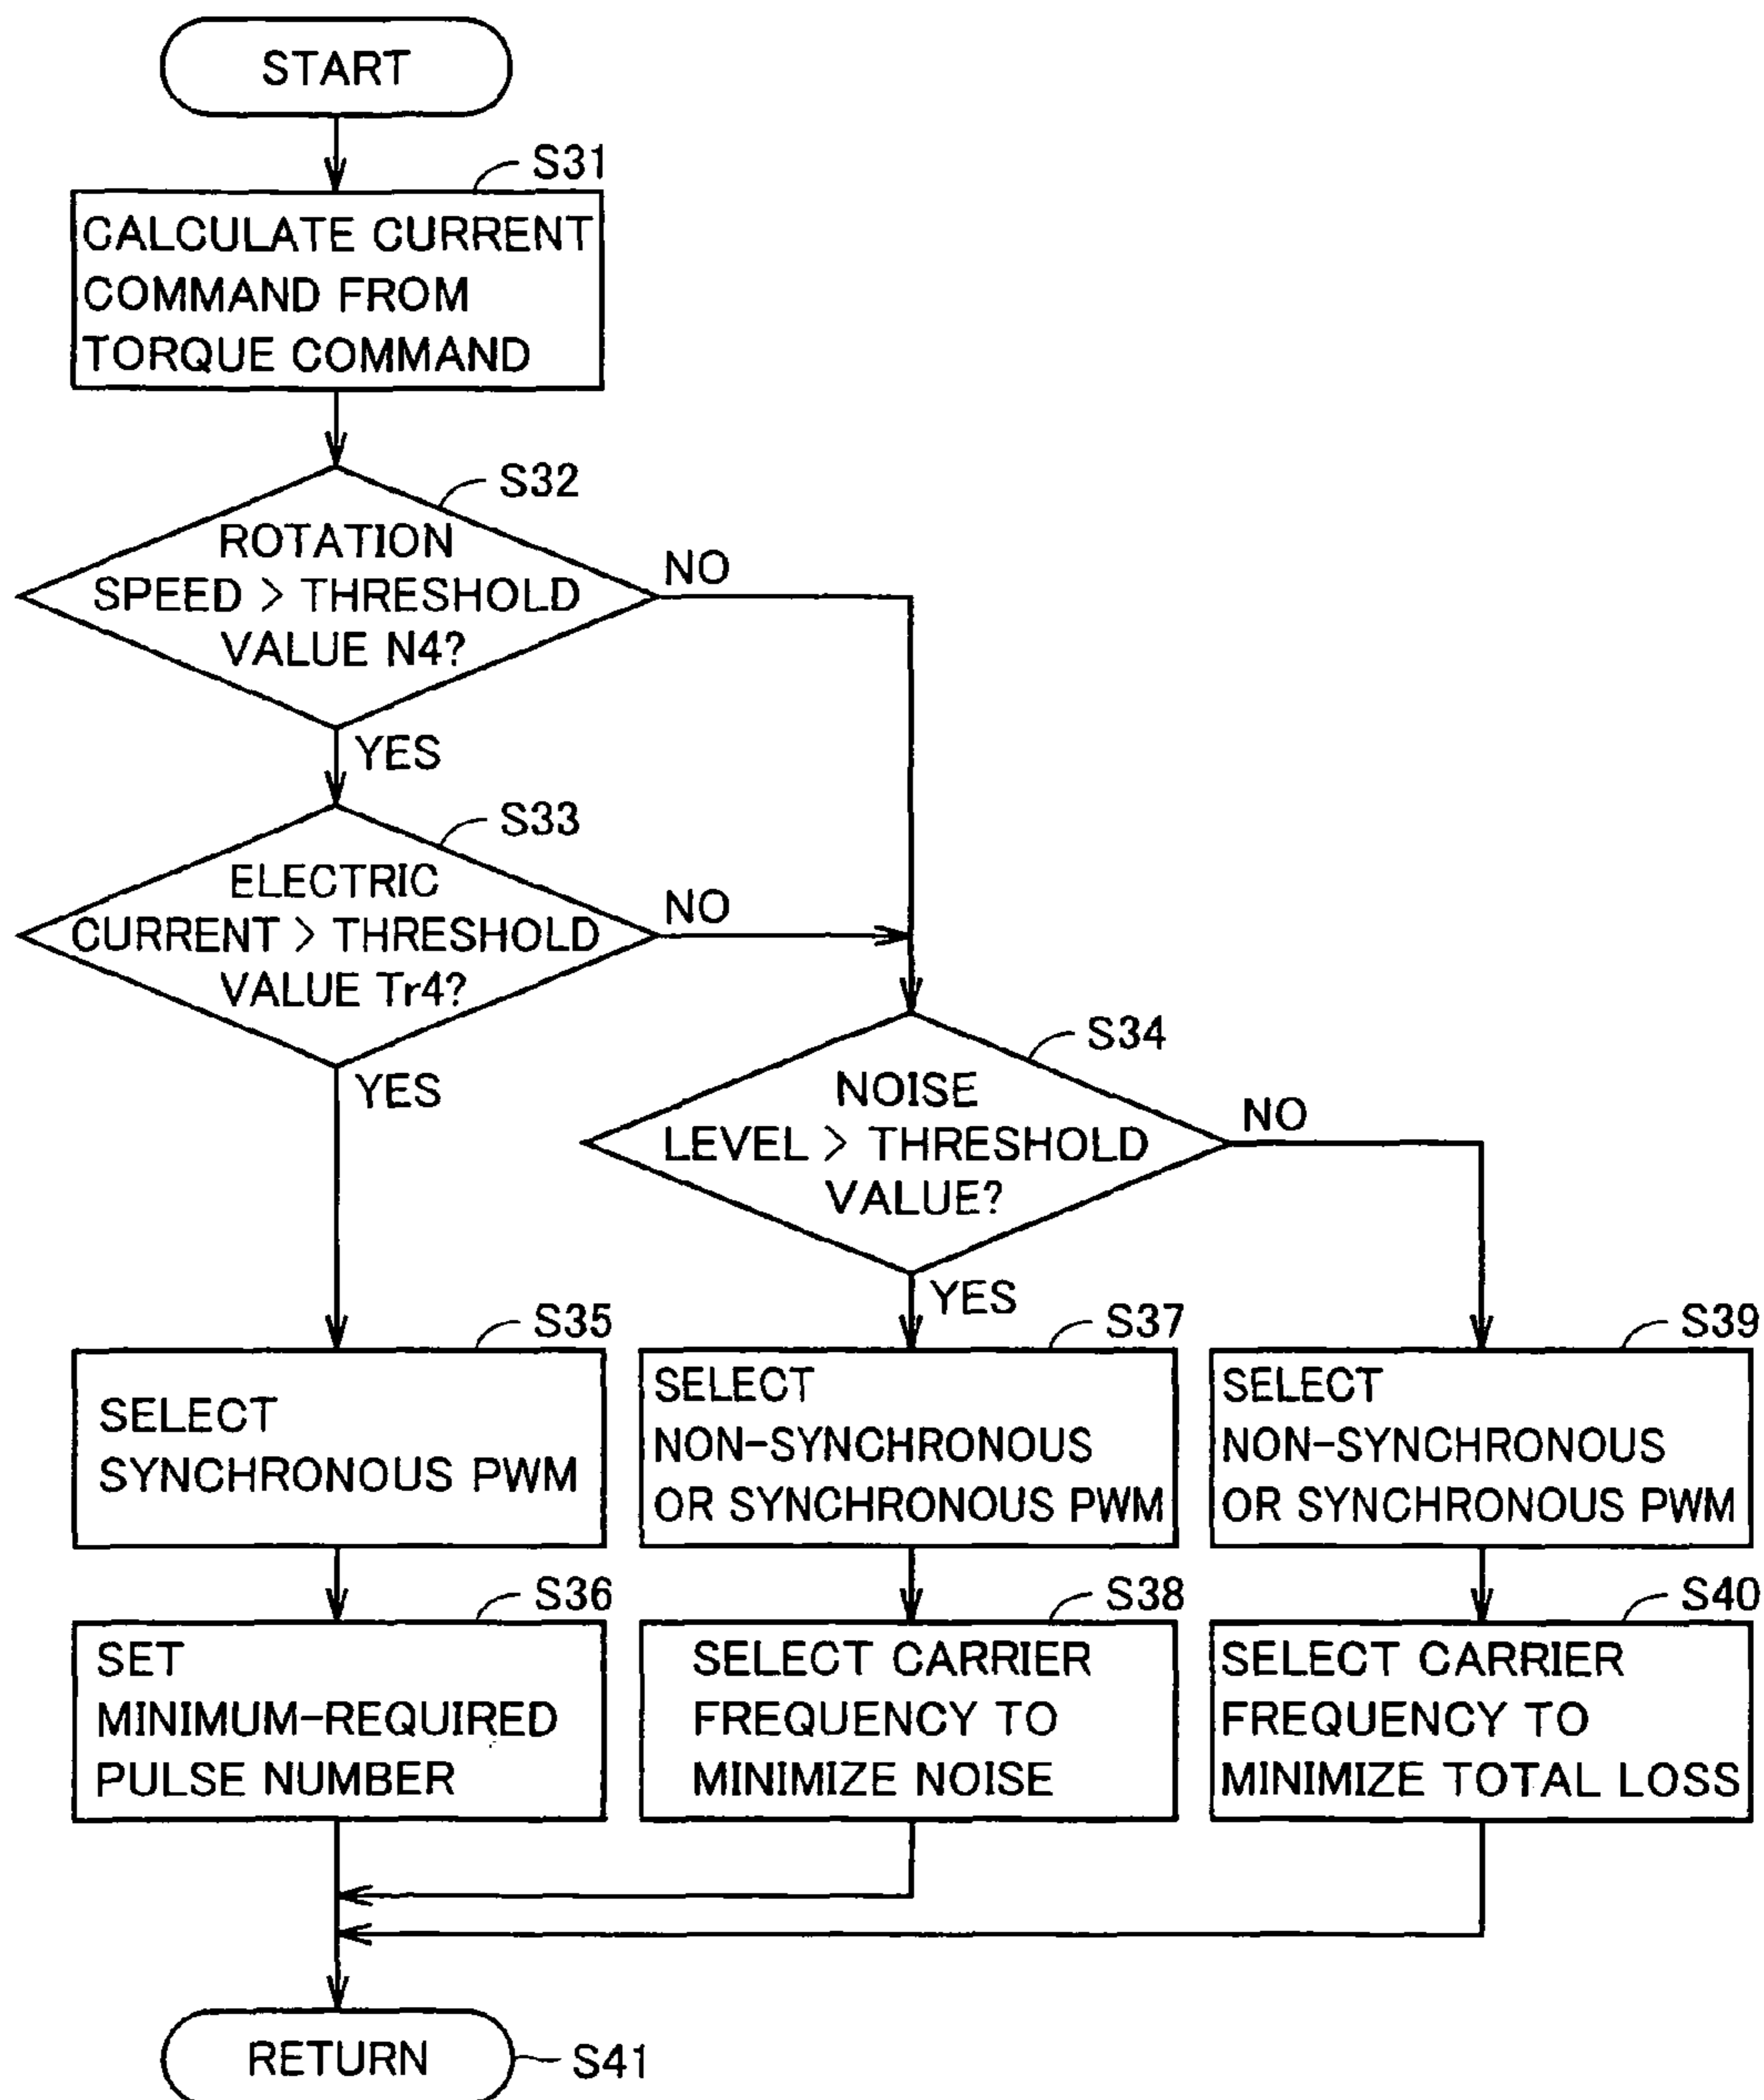 START
S31
CALCULATE CURRENT
COMMAND FROM
TORQUE COMMAND
S32
ROTATION
SPEED > THRESHOLD
VALUE N4?
NO
YES
S33
ELECTRIC
CURRENT > THRESHOLD
VALUE Tr4?
NO
YES
S34
NOISE
LEVEL > THRESHOLD
VALUE?
NO
YES
S35
SELECT
SYNCHRONOUS PWM
S37
SELECT
NON-SYNCHRONOUS
OR SYNCHRONOUS PWM
S39
SELECT
NON-SYNCHRONOUS
OR SYNCHRONOUS PWM
S36
SET
MINIMUM-REQUIRED
PULSE NUMBER
S38
SELECT CARRIER
FREQUENCY TO
MINIMIZE NOISE
S40
SELECT CARRIER
FREQUENCY TO
MINIMIZE TOTAL LOSS
RETURN
S41